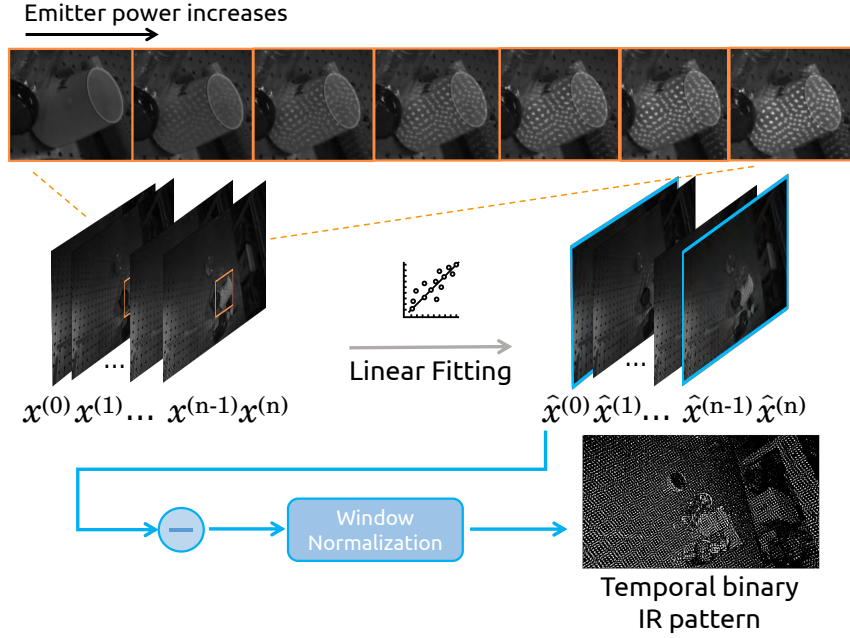 Emitter power increases
...
...
Linear Fitting
x⁽⁰⁾ x⁽¹⁾ ... x⁽ⁿ⁻¹⁾ x⁽ⁿ⁾
x̂⁽⁰⁾ x̂⁽¹⁾ ... x̂⁽ⁿ⁻¹⁾ x̂⁽ⁿ⁾
Window
Normalization
Temporal binary
IR pattern